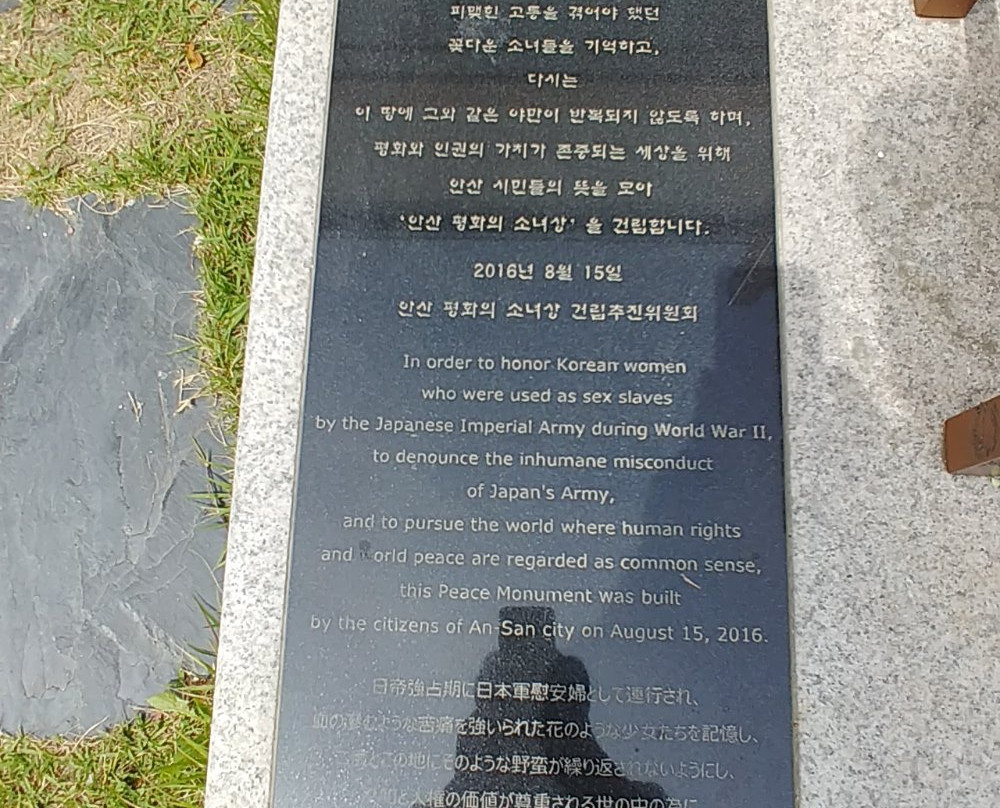 피맺힌 고통을 겪어야 했던
꽃다운 소녀들을 기억하고,
다시는
이 땅에 그와 같은 야만이 반복되지 않도록 하며,
평화와 인권의 가치가 존중되는 세상을 위해
안산 시민들의 뜻을 모아
'안산 평화의 소녀상' 을 건립합니다.
2016년 8월 15일
안산 평화의 소녀상 건립추진위원회
In order to honor Korean women
who were used as sex slaves
by the Japanese Imperial Army during World War II,
to denounce the inhumane misconduct
of Japan's Army,
and to pursue the world where human rights
and world peace are regarded as common sense,
this Peace Monument was built
by the citizens of An-San city on August 15, 2016.
日帝強占期に日本軍慰安婦として連行され、
血の滲むような苦痛を強いられた花のような少女たちを記憶し、
この地にそのような野蛮が繰り返されないようにし、
と人権の価値が尊重される世の中の為に